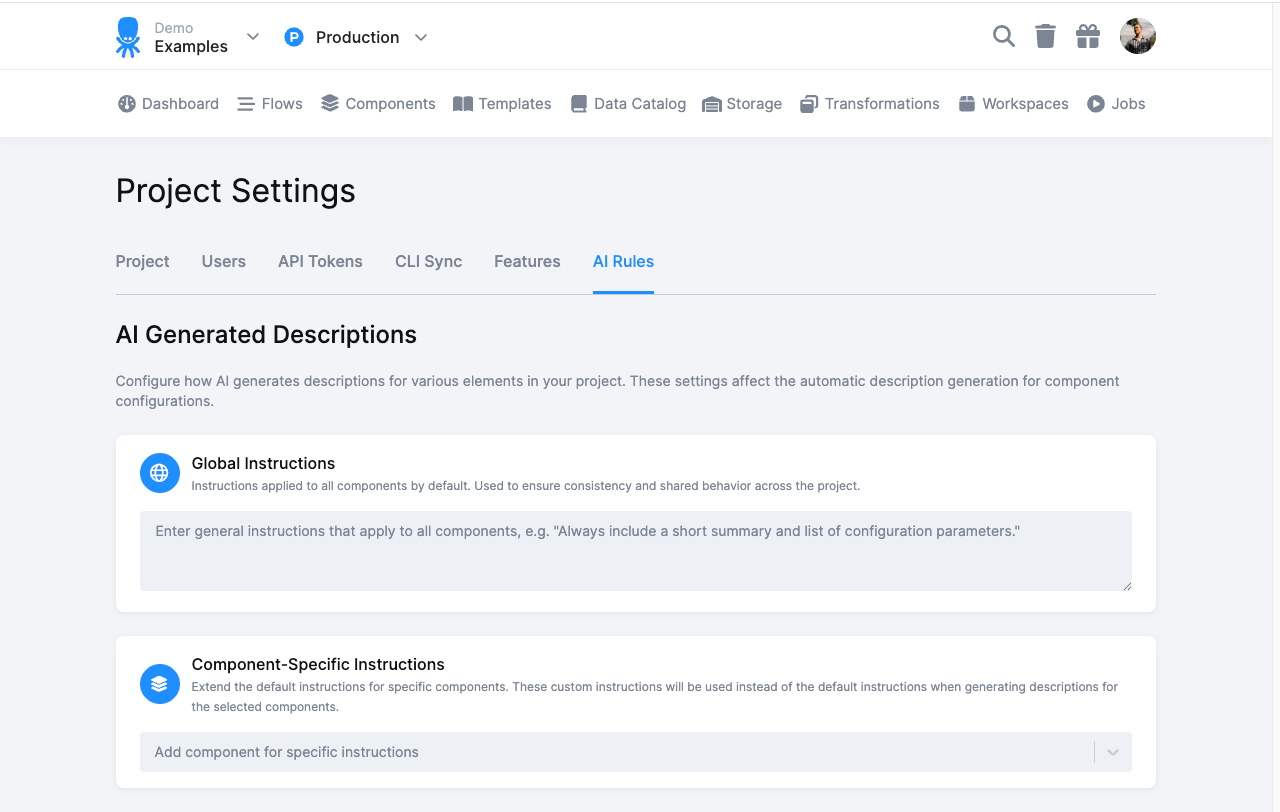 Demo
Examples
P Production
Dashboard Flows Components Templates Data Catalog Storage Transformations Workspaces Jobs
Project Settings
Project Users API Tokens CLI Sync Features AI Rules
AI Generated Descriptions
Configure how AI generates descriptions for various elements in your project. These settings affect the automatic description generation for component
configurations.
Global Instructions
Instructions applied to all components by default. Used to ensure consistency and shared behavior across the project.
Enter general instructions that apply to all components, e.g. "Always include a short summary and list of configuration parameters."
Component-Specific Instructions
Extend the default instructions for specific components. These custom instructions will be used instead of the default instructions when generating descriptions for
the selected components.
Add component for specific instructions